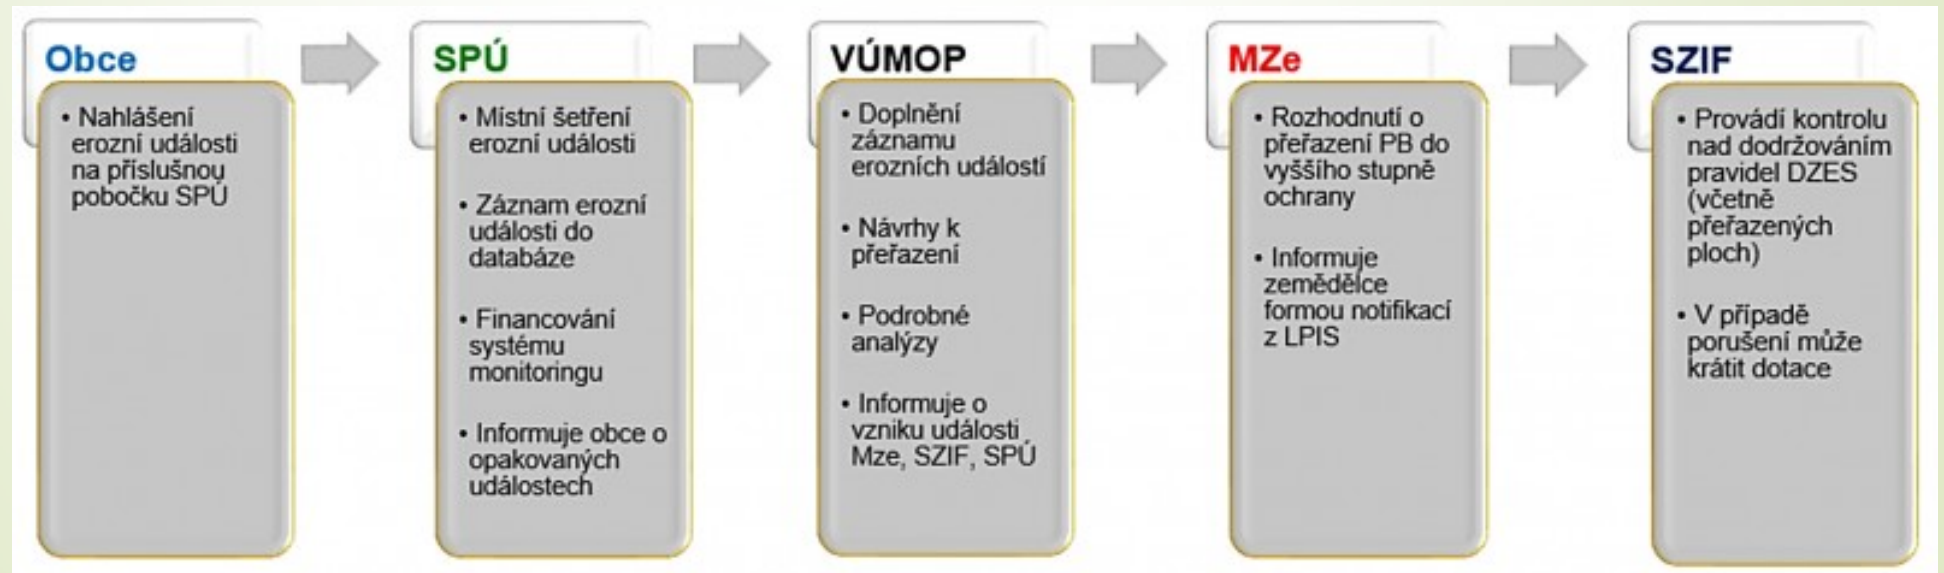 Obce
• Nahlášení
erozní události
na příslušnou
pobočku SPÚ
SPÚ
• Místní šetření
erozní události
• Záznam erozní
události do
databáze
• Financování
systému
monitoringu
• Informuje obce o
opakovaných
událostech
VÚMOP
• Doplnění
záznamu
erozních událostí
• Návrhy k
přeřazení
• Podrobné
analýzy
• Informuje o
vzniku události
Mze, SZIF, SPÚ
MZe
• Rozhodnutí o
přeřazení PB do
vyššího stupně
ochrany
• Informuje
zemědělce
formou notifikací
z LPIS
SZIF
• Provádí kontrolu
nad dodržováním
pravidel DZES
(včetně
přeřazených
ploch)
• V případě
porušení může
krátit dotace